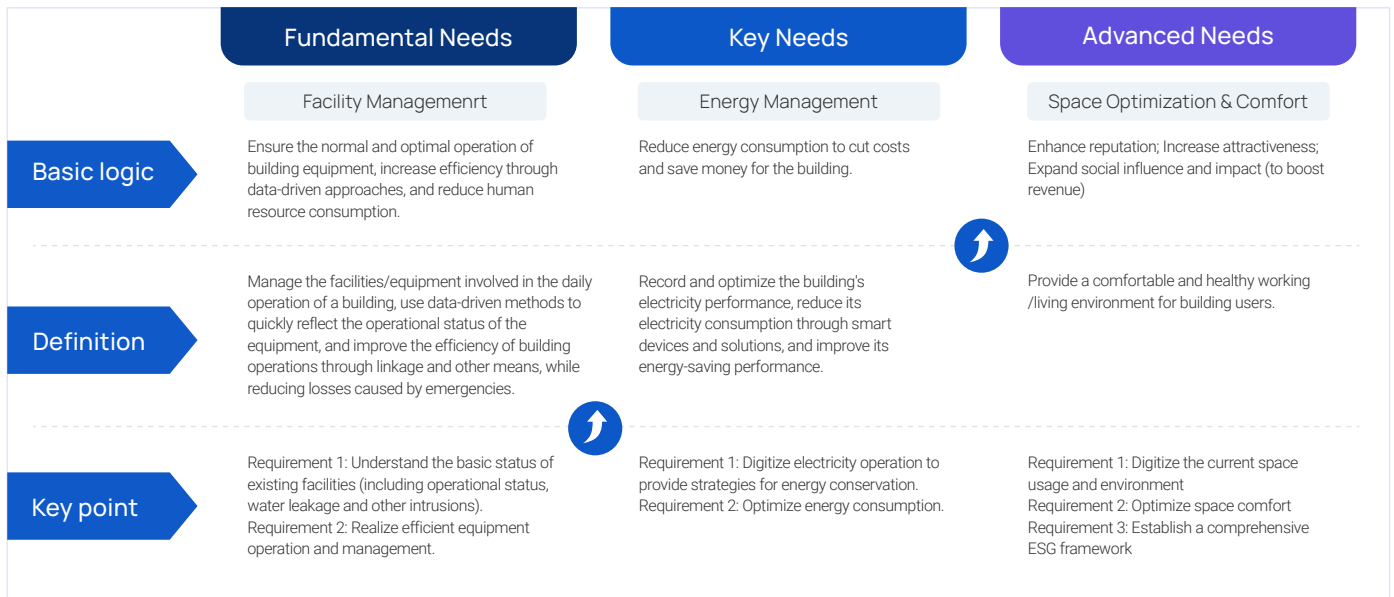 Fundamental Needs
Key Needs
Advanced Needs
Facility Managemenrt
Energy Management
Space Optimization & Comfort
Basic logic
Ensure the normal and optimal operation of
building equipment, increase efficiency through
data-driven approaches, and reduce human
resource consumption.
Reduce energy consumption to cut costs
and save money for the building.
Enhance reputation; Increase attractiveness;
Expand social influence and impact (to boost
revenue)
Definition
Manage the facilities/equipment involved in the daily
operation of a building, use data-driven methods to
quickly reflect the operational status of the
equipment, and improve the efficiency of building
operations through linkage and other means, while
reducing losses caused by emergencies.
Record and optimize the building's
electricity performance, reduce its
electricity consumption through smart
devices and solutions, and improve its
energy-saving performance.
Provide a comfortable and healthy working
/living environment for building users.
Key point
Requirement 1: Understand the basic status of
existing facilities (including operational status,
water leakage and other intrusions).
Requirement 2: Realize efficient equipment
operation and management.
Requirement 1: Digitize electricity operation to
provide strategies for energy conservation.
Requirement 2: Optimize energy consumption.
Requirement 1: Digitize the current space
usage and environment
Requirement 2: Optimize space comfort
Requirement 3: Establish a comprehensive
ESG framework